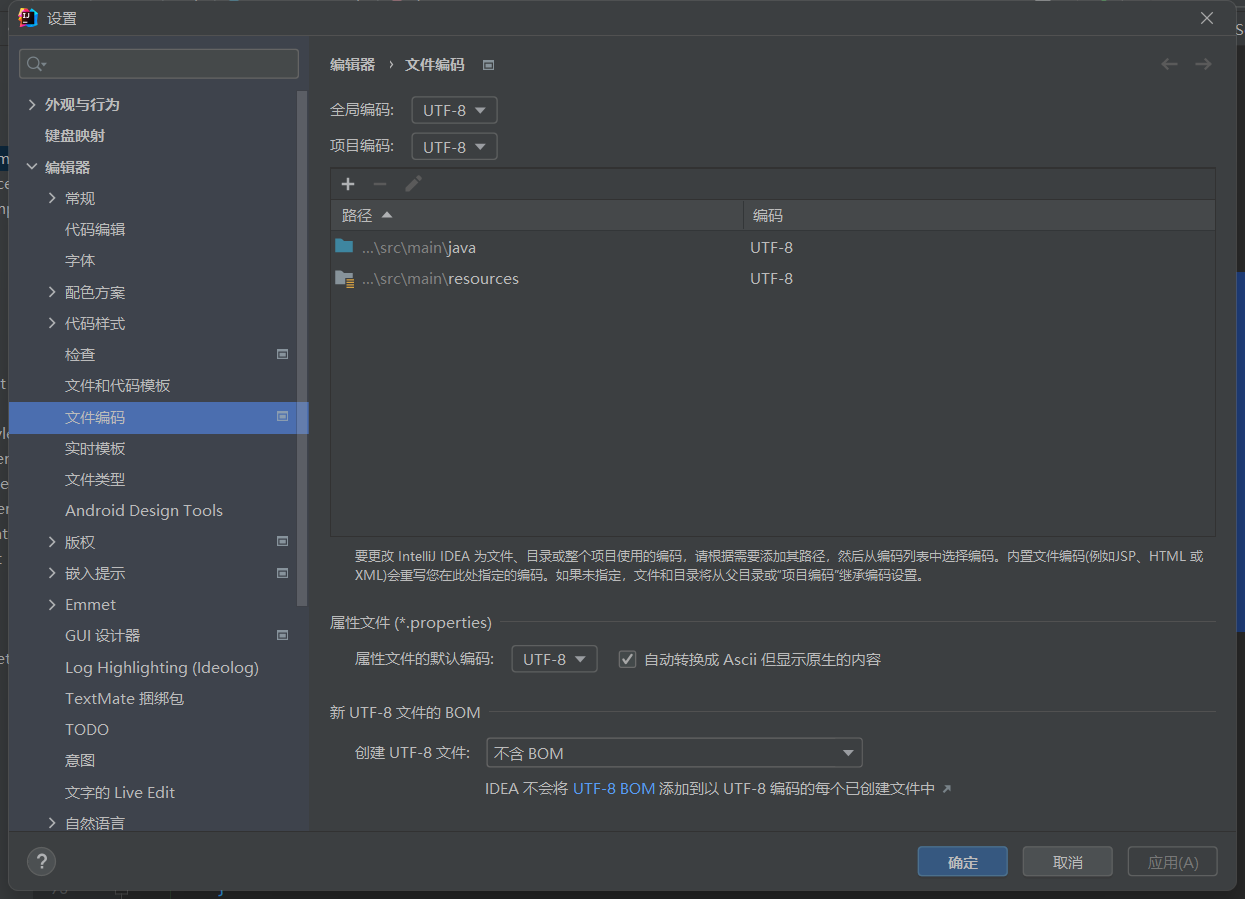 设置
外观与行为
键盘映射
编辑器
常规
代码编辑
字体
配色方案
代码样式
检查
文件和代码模板
文件编码
实时模板
文件类型
Android Design Tools
版权
嵌入提示
Emmet
GUI 设计器
Log Highlighting (Ideolog)
TextMate 捆绑包
TODO
意图
文字的 Live Edit
自然语言
编辑器 › 文件编码
全局编码: UTF-8
项目编码: UTF-8
路径 编码
...\src\main\java UTF-8
...\src\main\resources UTF-8
要更改 IntelliJ IDEA 为文件、目录或整个项目使用的编码，请根据需要添加其路径，然后从编码列表中选择编码。内置文件编码(例如JSP、HTML 或
XML)会重写您在此处指定的编码。如果未指定，文件和目录将从父目录或“项目编码”继承编码设置。
属性文件 (*.properties)
属性文件的默认编码: UTF-8 自动转换成 Ascii 但显示原生的内容
新 UTF-8 文件的 BOM
创建 UTF-8 文件: 不含 BOM
IDEA 不会将 UTF-8 BOM 添加到以 UTF-8 编码的每个已创建文件中
? 确定 取消 应用(A)